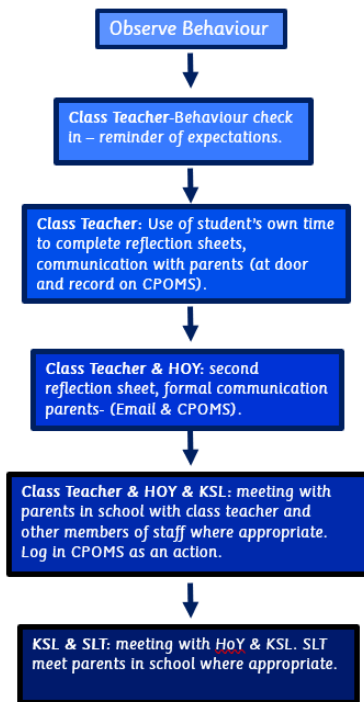 Observe Behaviour
Class Teacher-Behaviour check
in – reminder of expectations.
Class Teacher: Use of student's own time
to complete reflection sheets,
communication with parents (at door
and record on CPOMS).
Class Teacher & HOY: second
reflection sheet, formal communication
parents- (Email & CPOMS).
Class Teacher & HOY & KSL: meeting with
parents in school with class teacher and
other members of staff where appropriate.
Log in CPOMS as an action.
KSL & SLT: meeting with HoY & KSL. SLT
meet parents in school where appropriate.